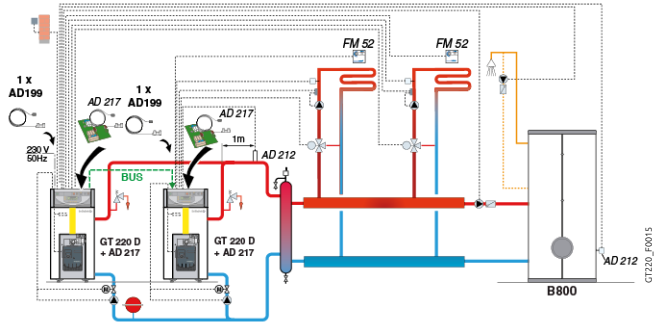 FM 52
FM 52
1 x
AD199
AD 217
1 x
AD199
AD 217
1m
AD 212
230 V
50Hz
BUS
GT 220 D
+ AD 217
GT 220 D
+ AD 217
AD 212
B800
GT220_F0015